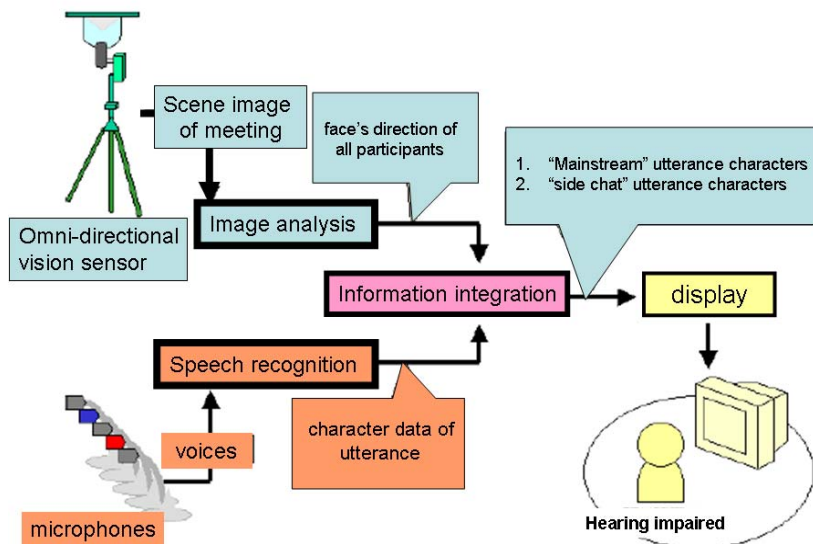 Scene image
of meeting
face's direction of
all participants
1. "Mainstream" utterance characters
2. "side chat" utterance characters
Omni-directional
vision sensor
Image analysis
Information integration
display
Speech recognition
character data of
utterance
voices
microphones
Hearing impaired